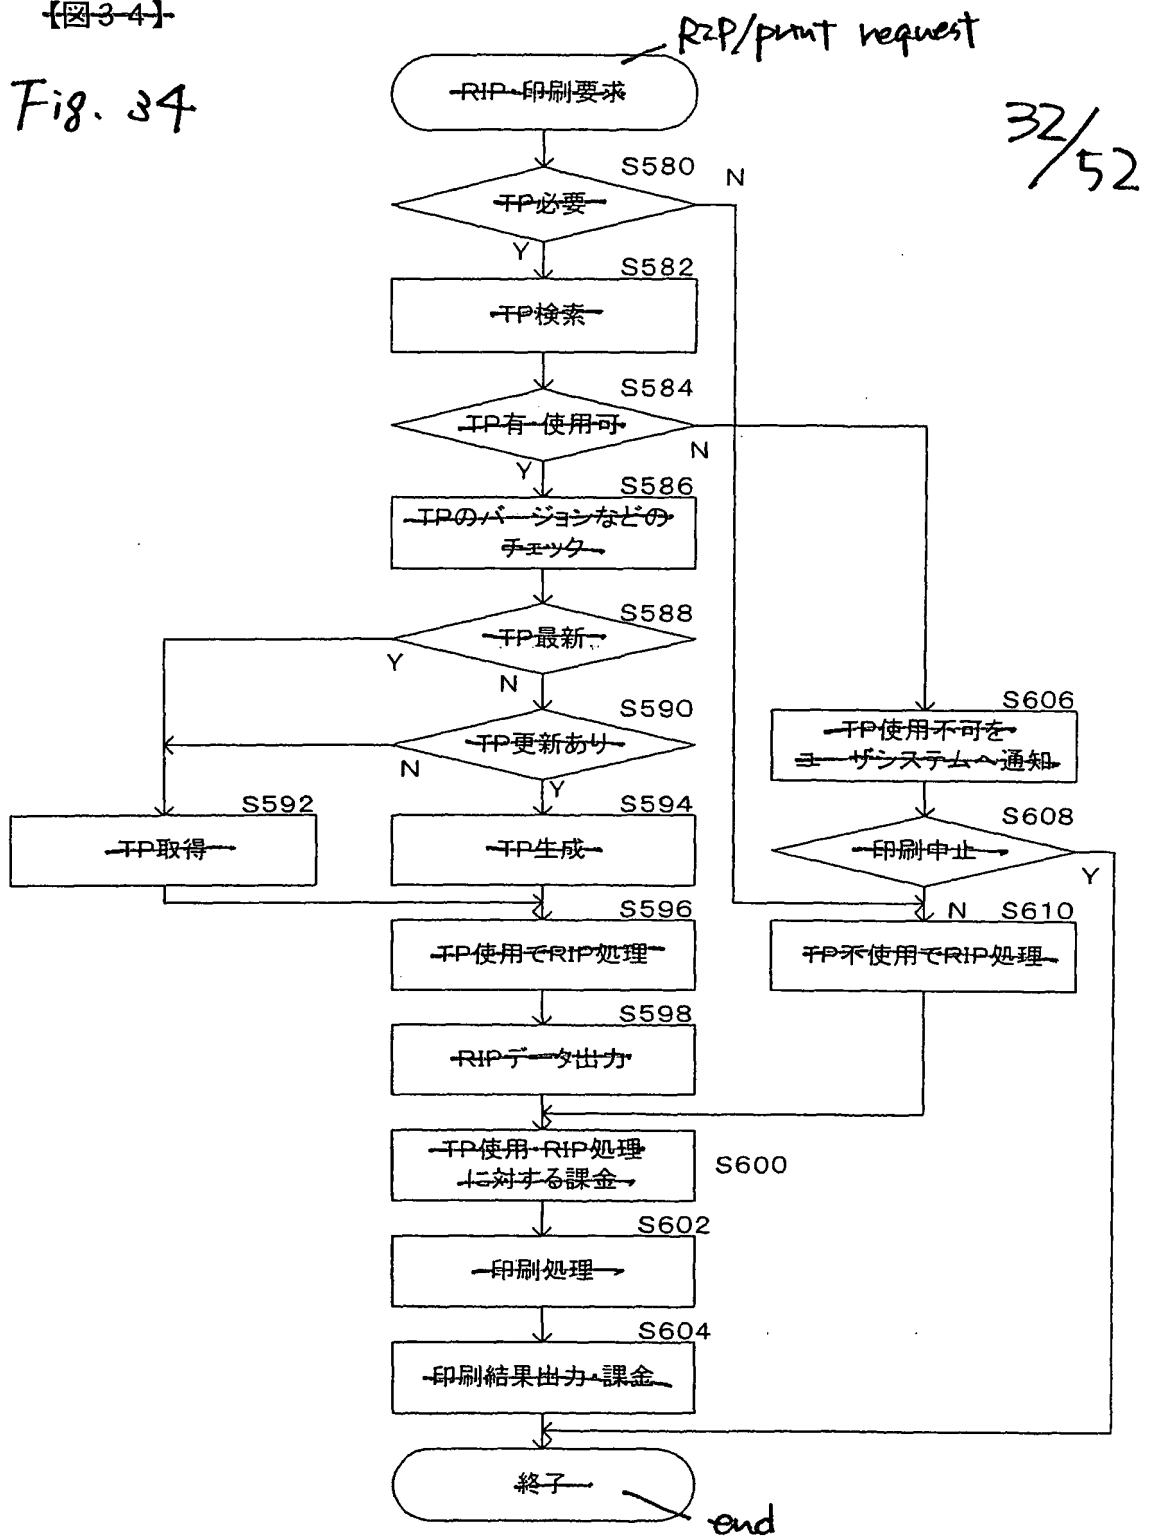 【図34】
RIP/print request
Fig. 34
32/52
RIP・印刷要求
S580
N
TP必要
Y
S582
TP検索
S584
TP有・使用可
N
Y
S586
TPのバージョンなどの
チェック
S588
TP最新
Y
N
S590
TP更新あり
N
Y
S592
TP取得
S594
TP生成
S606
TP使用不可を
ユーザシステムへ通知
S608
印刷中止
Y
N
S596
TP使用でRIP処理
S610
TP不使用でRIP処理
S598
RIPデータ出力
TP使用・RIP処理
に対する課金
S600
S602
印刷処理
S604
印刷結果出力・課金
終了
end